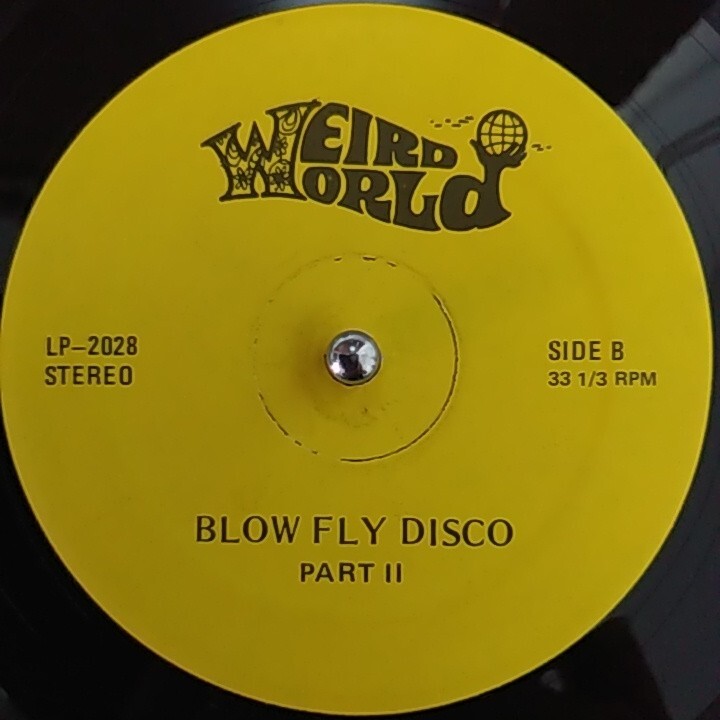 WEIRD
WORLD
LP-2028
STEREO
SIDE B
33 1/3 RPM
BLOW FLY DISCO
PART II